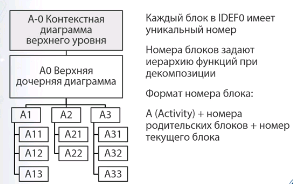 А-0 Контекстная
диаграмма
верхнего уровня
А0 Верхняя
дочерняя диаграмма
А1
А2
А3
А11
А12
А13
А21
А22
А31
А32
А33
Каждый блок в IDEF0 имеет
уникальный номер
Номера блоков задают
иерархию функций при
декомпозиции
Формат номера блока:
A (Activity) + номера
родительских блоков + номер
текущего блока